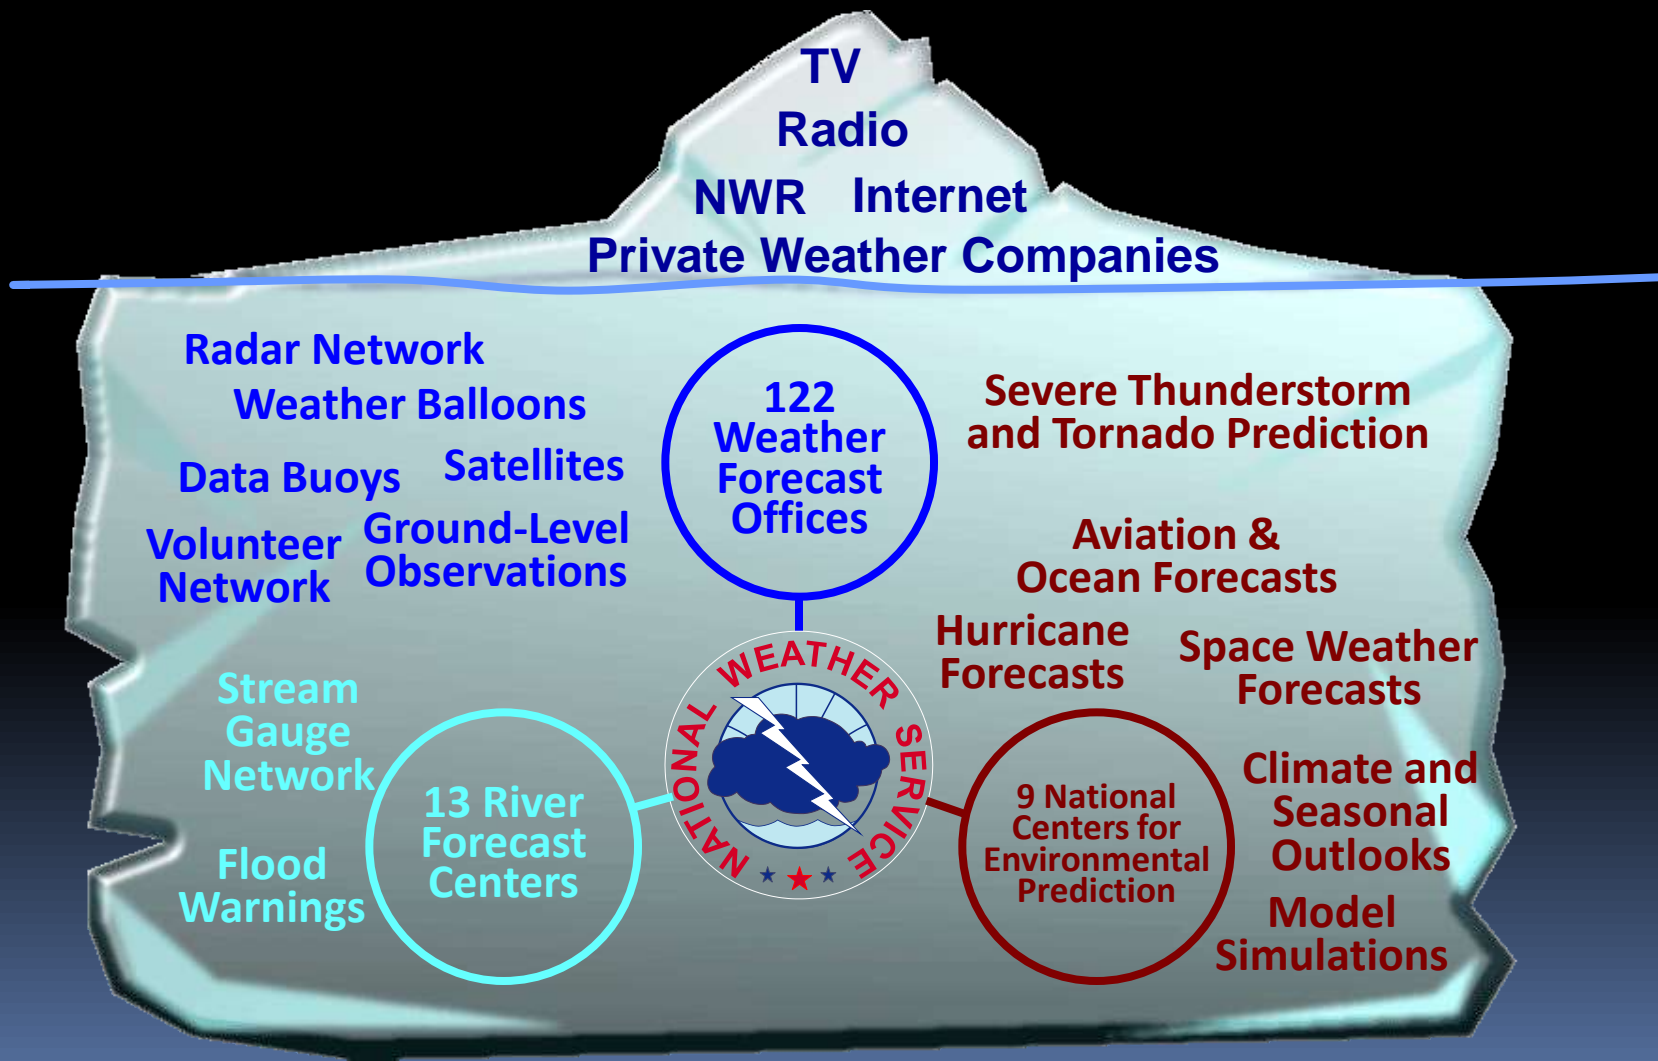 TV
Radio
NWR Internet
Private Weather Companies
Radar Network
Weather Balloons
Data Buoys Satellites
Volunteer
Network
Ground-Level
Observations
122
Weather
Forecast
Offices
Severe Thunderstorm
and Tornado Prediction
Aviation &
Ocean Forecasts
Hurricane
Forecasts
Space Weather
Forecasts
Stream
Gauge
Network
Flood
Warnings
13 River
Forecast
Centers
NATIONAL WEATHER SERVICE
9 National
Centers for
Environmental
Prediction
Climate and
Seasonal
Outlooks
Model
Simulations